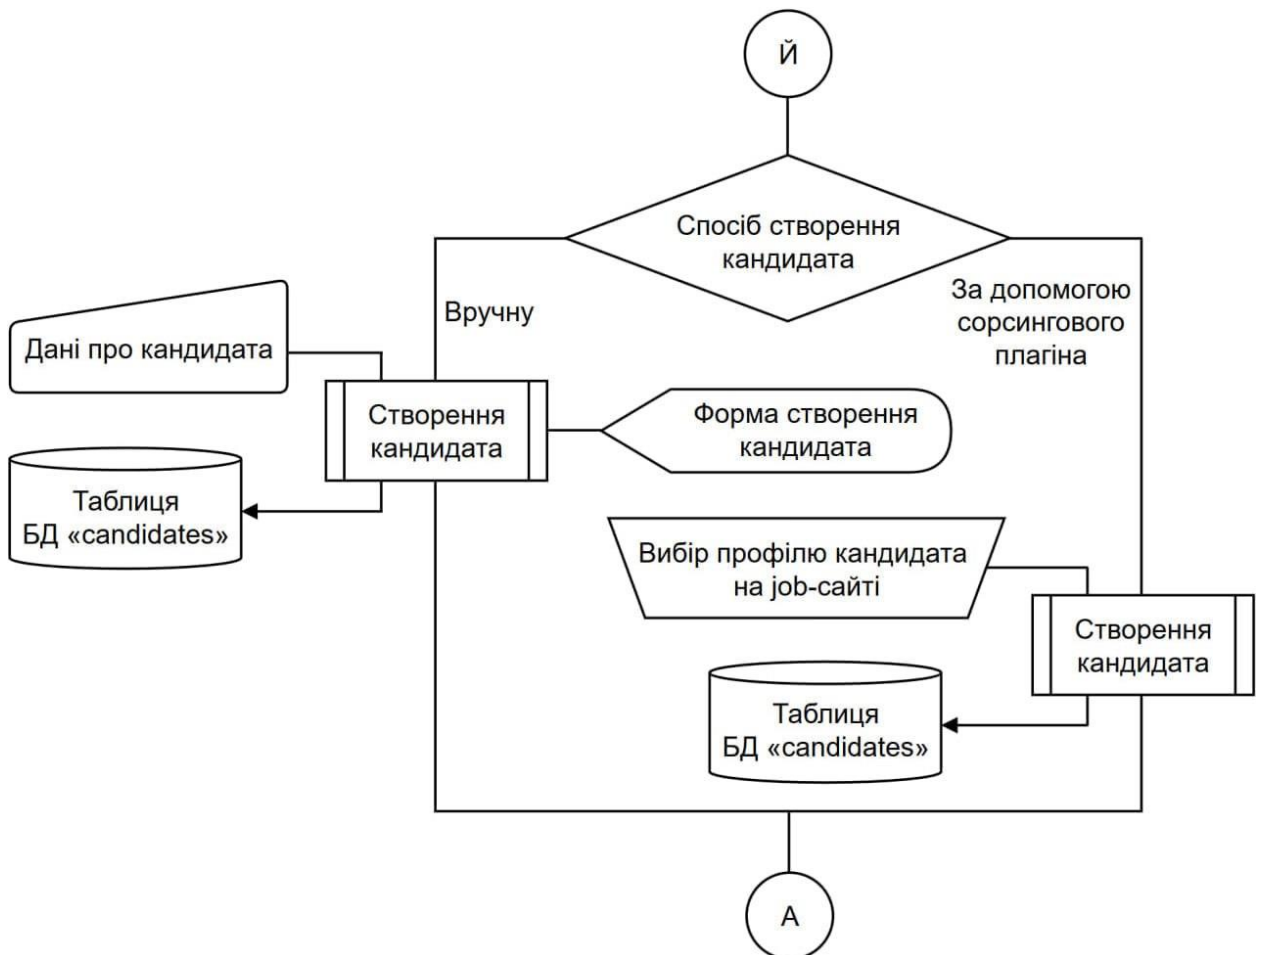 Й
Спосіб створення
кандидата
Вручну
За допомогою
сорсингового
плагіна
Дані про кандидата
Створення
кандидата
Форма створення
кандидата
Таблиця
БД «candidates»
Вибір профілю кандидата
на job-сайті
Створення
кандидата
Таблиця
БД «candidates»
А